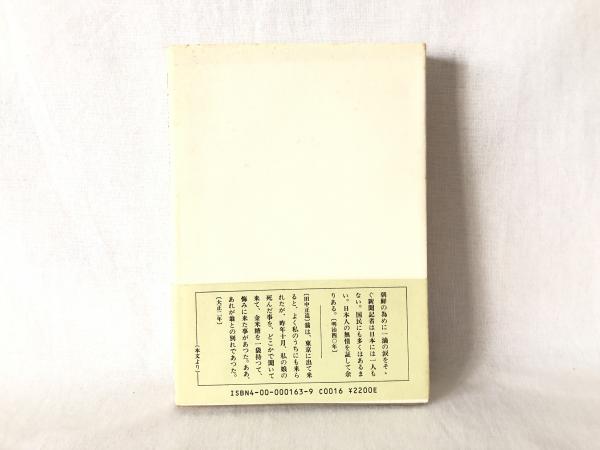 朝鮮の為めに一滴の涙をそゝ
ぐ新聞記者は日本には一人も
ない。国民にも多くはあるま
い。日本人の無情を証して余
りある。〔明治四〇年〕
〔田中正造〕翁は、東京に出て来
ると、よく私のうちにも来ら
れたが、昨年十月、私の娘の
死んだ事を、どこかで聞いて
来て、金米糖を一袋持つて、
悔みに来た事があつた。ああ、
あれが翁との別れであつた。
〔大正二年〕
――(本文より)――
ISBN4-00-000163-9 C0016 ¥2200E